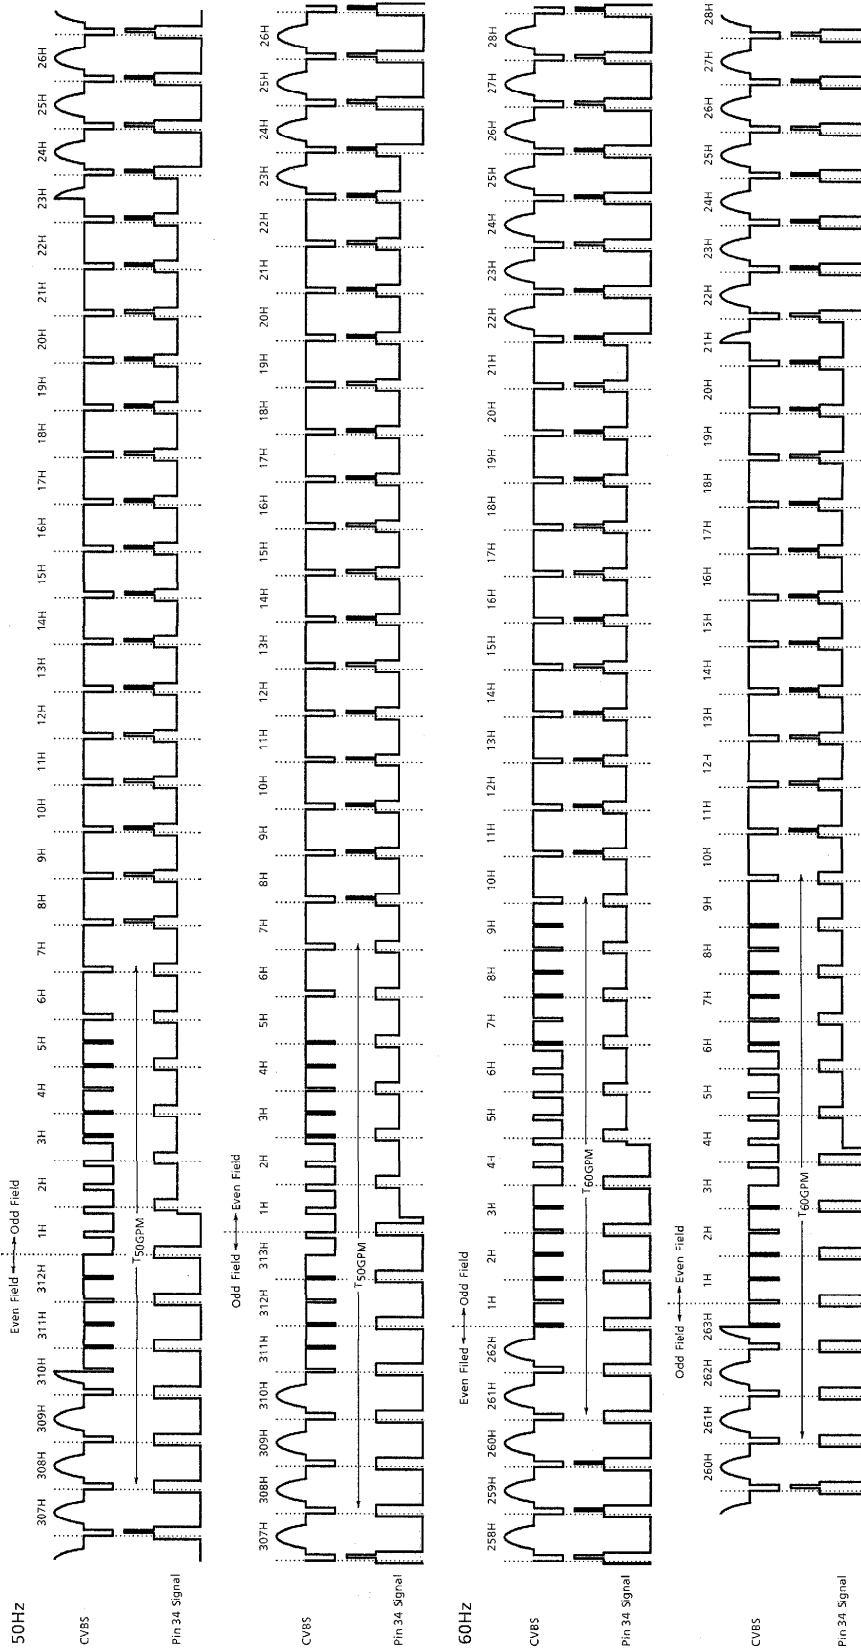 50Hz
Even Field Odd Field
307H 308H 309H 310H 311H 312H 1H 2H 3H 4H 5H 6H 7H 8H 9H 10H 11H 12H 13H 14H 15H 16H 17H 18H 19H 20H 21H 22H 23H 24H 25H 26H
CVBS
T50GPM
Pin 34 Signal
Odd Field Even Field
307H 308H 309H 310H 311H 312H 313H 1H 2H 3H 4H 5H 6H 7H 8H 9H 10H 11H 12H 13H 14H 15H 16H 17H 18H 19H 20H 21H 22H 23H 24H 25H 26H
CVBS
T50GPM
Pin 34 Signal
60Hz
Even Filed Odd Field
258H 259H 260H 261H 262H 1H 2H 3H 4H 5H 6H 7H 8H 9H 10H 11H 12H 13H 14H 15H 16H 17H 18H 19H 20H 21H 22H 23H 24H 25H 26H 27H 28H
CVBS
T60GPM
Pin 34 Signal
Odd Field Even Field
260H 261H 262H 263H 1H 2H 3H 4H 5H 6H 7H 8H 9H 10H 11H 12H 13H 14H 15H 16H 17H 18H 19H 20H 21H 22H 23H 24H 25H 26H 27H 28H
CVBS
T60GPM
Pin 34 Signal